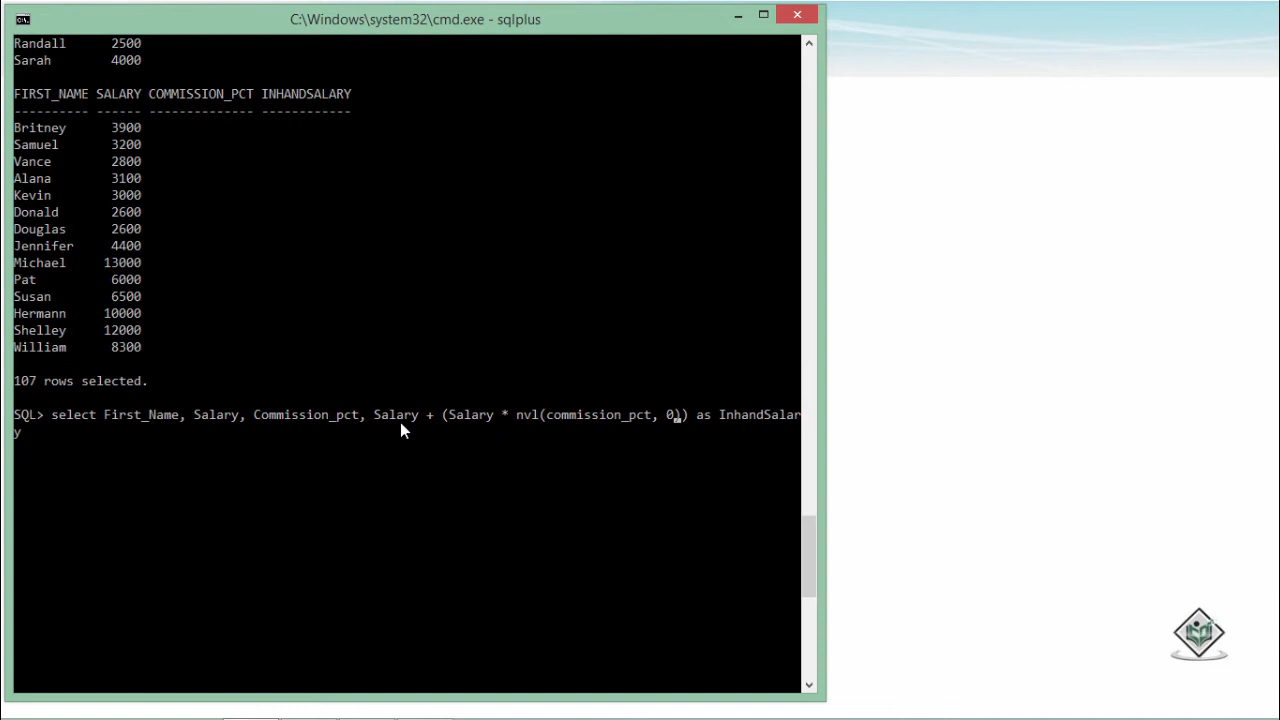 C:\Windows\system32\cmd.exe - sqlplus
Randall 2500
Sarah 4000
FIRST_NAME SALARY COMMISSION_PCT INHANDSALARY
---------- ------ -------------- ------------
Britney 3900
Samuel 3200
Vance 2800
Alana 3100
Kevin 3000
Donald 2600
Douglas 2600
Jennifer 4400
Michael 13000
Pat 6000
Susan 6500
Hermann 10000
Shelley 12000
William 8300
107 rows selected.
SQL> select First_Name, Salary, Commission_pct, Salary + (Salary * nvl(commission_pct, 0)) as InhandSalar
y